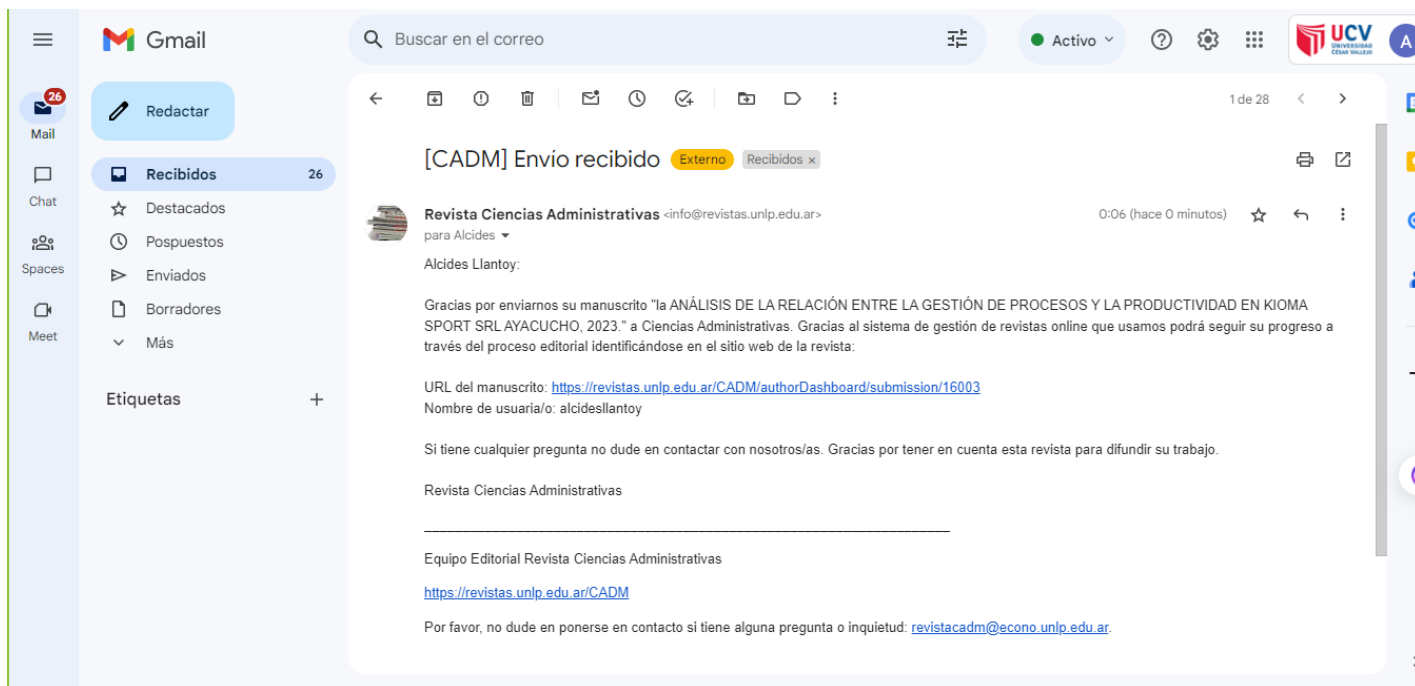 Gmail
Buscar en el correo
Activo
UCV
UNIVERSIDAD
CÉSAR VALLEJO
A
26
Mail
Redactar
1 de 28
Recibidos 26
Chat
Destacados
Pospuestos
Spaces
Enviados
Borradores
Meet
Más
Etiquetas
[CADM] Envío recibido Externo Recibidos x
Revista Ciencias Administrativas <info@revistas.unlp.edu.ar> 0:06 (hace 0 minutos)
para Alcides
Alcides Llantoy:
Gracias por enviarnos su manuscrito "la ANÁLISIS DE LA RELACIÓN ENTRE LA GESTIÓN DE PROCESOS Y LA PRODUCTIVIDAD EN KIOMA
SPORT SRL AYACUCHO, 2023." a Ciencias Administrativas. Gracias al sistema de gestión de revistas online que usamos podrá seguir su progreso a
través del proceso editorial identificándose en el sitio web de la revista:
URL del manuscrito: https://revistas.unlp.edu.ar/CADM/authorDashboard/submission/16003
Nombre de usuaria/o: alcidesllantoy
Si tiene cualquier pregunta no dude en contactar con nosotros/as. Gracias por tener en cuenta esta revista para difundir su trabajo.
Revista Ciencias Administrativas
Equipo Editorial Revista Ciencias Administrativas
https://revistas.unlp.edu.ar/CADM
Por favor, no dude en ponerse en contacto si tiene alguna pregunta o inquietud: revistacadm@econo.unlp.edu.ar.